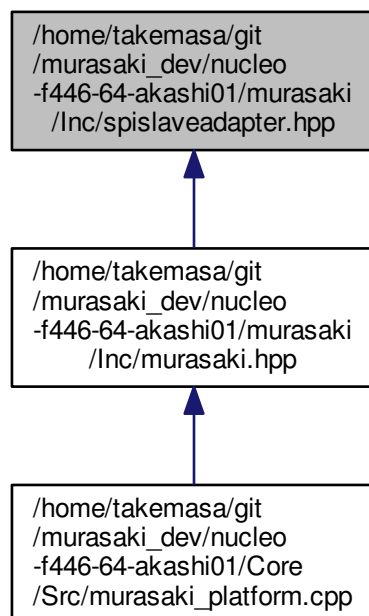 /home/takemasa/git
/murasaki_dev/nucleo
-f446-64-akashi01/murasaki
/Inc/spislaveadapter.hpp
/home/takemasa/git
/murasaki_dev/nucleo
-f446-64-akashi01/murasaki
/Inc/murasaki.hpp
/home/takemasa/git
/murasaki_dev/nucleo
-f446-64-akashi01/Core
/Src/murasaki_platform.cpp